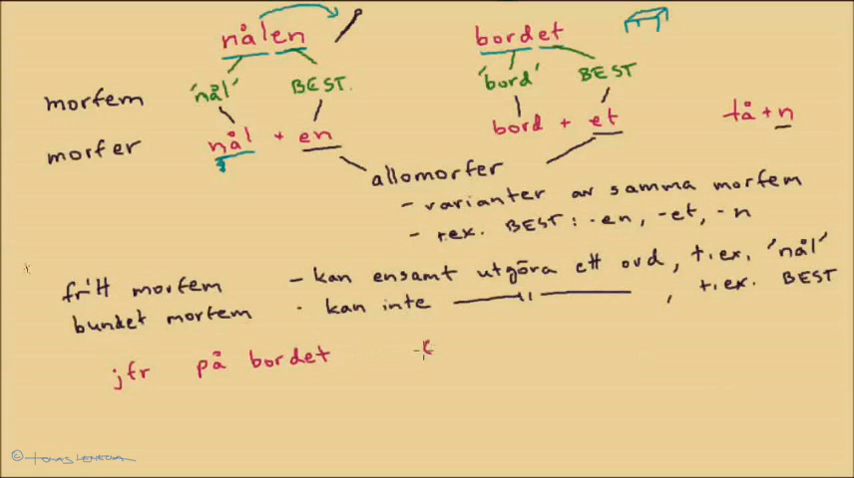 nålen bordet
'nål' BEST. 'bord' BEST
morfem
morfer nål + en bord + et tå + n
allomorfer
- varianter av samma morfem
- t.ex. BEST : -en, -et, -n
fritt morfem - kan ensamt utgöra ett ord, t.ex. 'nål'
bundet morfem - kan inte —— " ——, t.ex. BEST
jfr på bordet